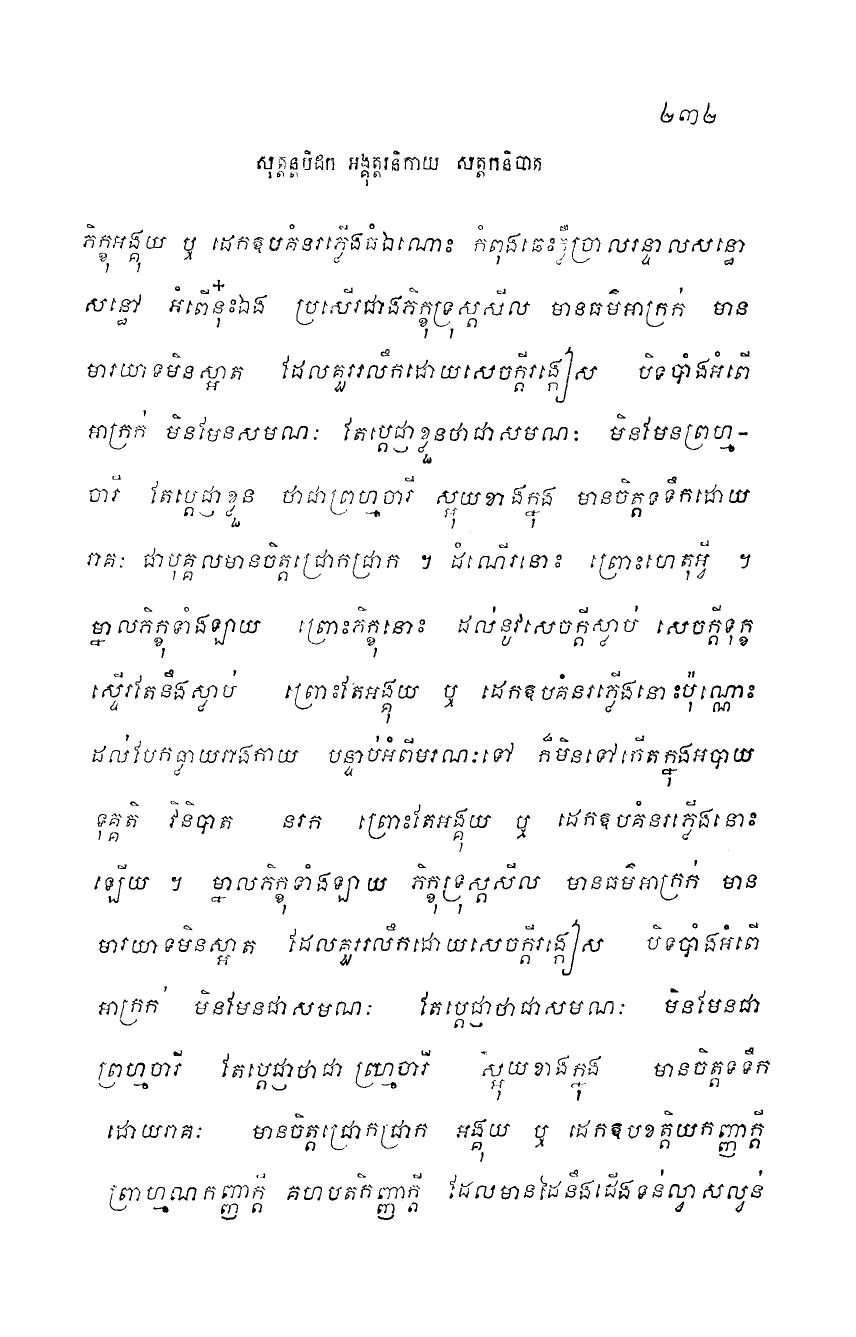 ២៣២
សុត្តន្តបិដក អង្គុត្តរនិកាយ សត្តកនិបាត
ភិក្ខុអង្គុយ ឬ ដេកឱបគំនរភ្លើងធំឯណោះ កំពុងឆេះភ្លឺច្រាលរន្ទាលសន្ធោ
សន្ធៅ អំពើនុ៎ះឯង ប្រសើរជាងភិក្ខុទ្រុស្តសីល មានធម៌អាក្រក់ មាន
មារយាទមិនស្អាត ដែលគួររលឹកដោយសេចក្តីរង្កៀស បិទបាំងអំពើ
អាក្រក់ មិនមែនសមណៈ តែប្តេជ្ញាខ្លួនថាជាសមណៈ មិនមែនព្រហ្ម-
ចារី តែប្តេជ្ញាខ្លួន ថាជាព្រហ្មចារី ស្អុយខាងក្នុង មានចិត្តទទឹកដោយ
រាគៈ ជាបុគ្គលមានចិត្តជ្រោកជ្រាក ។ ដំណើរនោះ ព្រោះហេតុអ្វី ។
ម្នាលភិក្ខុទាំងឡាយ ព្រោះភិក្ខុនោះ ដល់នូវសេចក្តីស្លាប់ សេចក្តីទុក្ខ
ស្ទើរតែនឹងស្លាប់ ព្រោះតែអង្គុយ ឬ ដេកឱបគំនរភ្លើងនោះប៉ុណ្ណោះ
ដល់បែកធ្លាយរាងកាយ បន្ទាប់អំពីមរណៈទៅ ក៏មិនទៅកើតក្នុងអបាយ
ទុគ្គតិ វិនិបាត នរក ព្រោះតែអង្គុយ ឬ ដេកឱបគំនរភ្លើងនោះ
ឡើយ ។ ម្នាលភិក្ខុទាំងឡាយ ភិក្ខុទ្រុស្តសីល មានធម៌អាក្រក់ មាន
មារយាទមិនស្អាត ដែលគួររលឹកដោយសេចក្តីរង្កៀស បិទបាំងអំពើ
អាក្រក់ មិនមែនជាសមណៈ តែប្តេជ្ញាថាជាសមណៈ មិនមែនជា
ព្រហ្មចារី តែប្តេជ្ញាថាជា ព្រហ្មចារី ស្អុយខាងក្នុង មានចិត្តទទឹក
ដោយរាគៈ មានចិត្តជ្រោកជ្រាក អង្គុយ ឬ ដេកឱបខត្តិយកញ្ញាក្តី
ព្រាហ្មណកញ្ញាក្តី គហបតិកញ្ញាក្តី ដែលមានដៃនឹងជើងទន់ល្វាសល្វន់